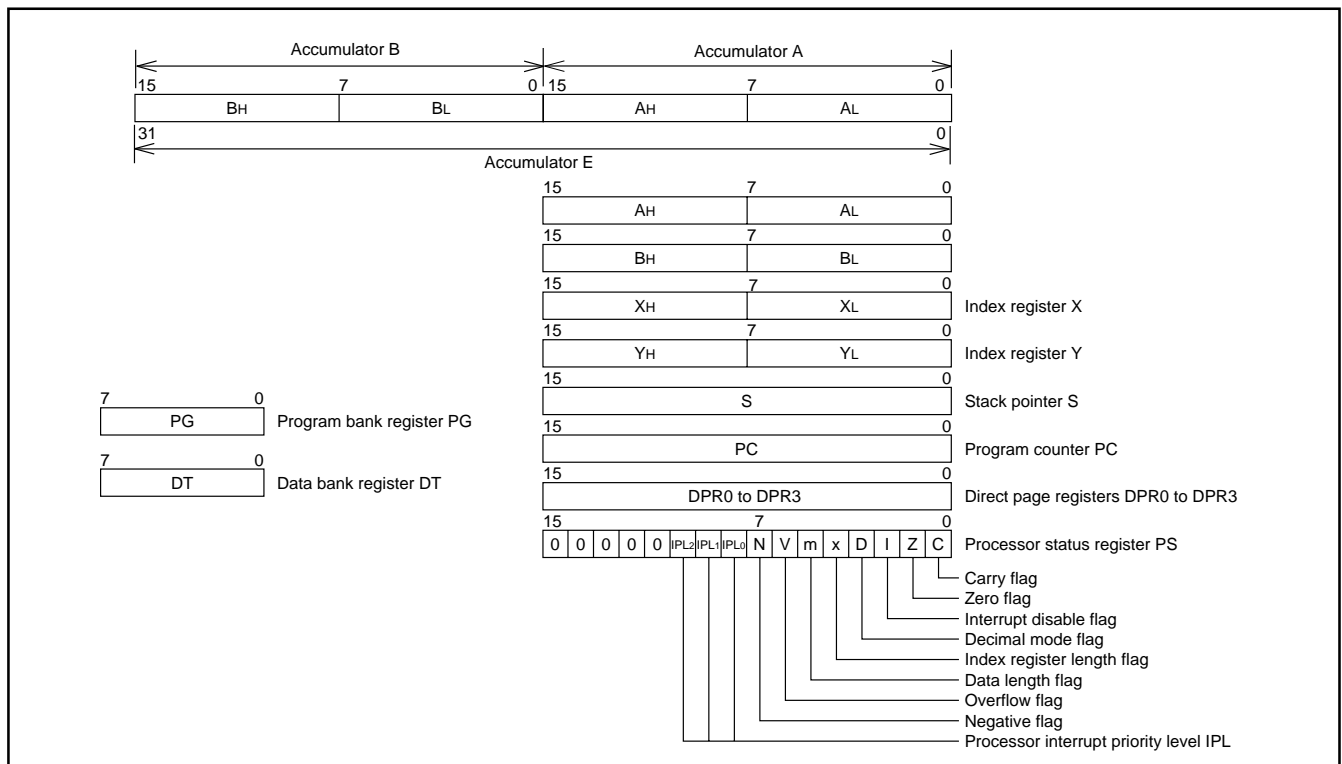 Accumulator B Accumulator A
15 7 0 15 7 0
BH BL AH AL
31 0
Accumulator E
15 7 0
AH AL
15 7 0
BH BL
15 7 0
XH XL Index register X
15 7 0
YH YL Index register Y
15 0
S Stack pointer S
7 0
PG Program bank register PG
15 0
PC Program counter PC
7 0
DT Data bank register DT
15 0
DPR0 to DPR3 Direct page registers DPR0 to DPR3
15 7 0
0 0 0 0 0 IPL2 IPL1 IPL0 N V m x D I Z C Processor status register PS
Carry flag
Zero flag
Interrupt disable flag
Decimal mode flag
Index register length flag
Data length flag
Overflow flag
Negative flag
Processor interrupt priority level IPL